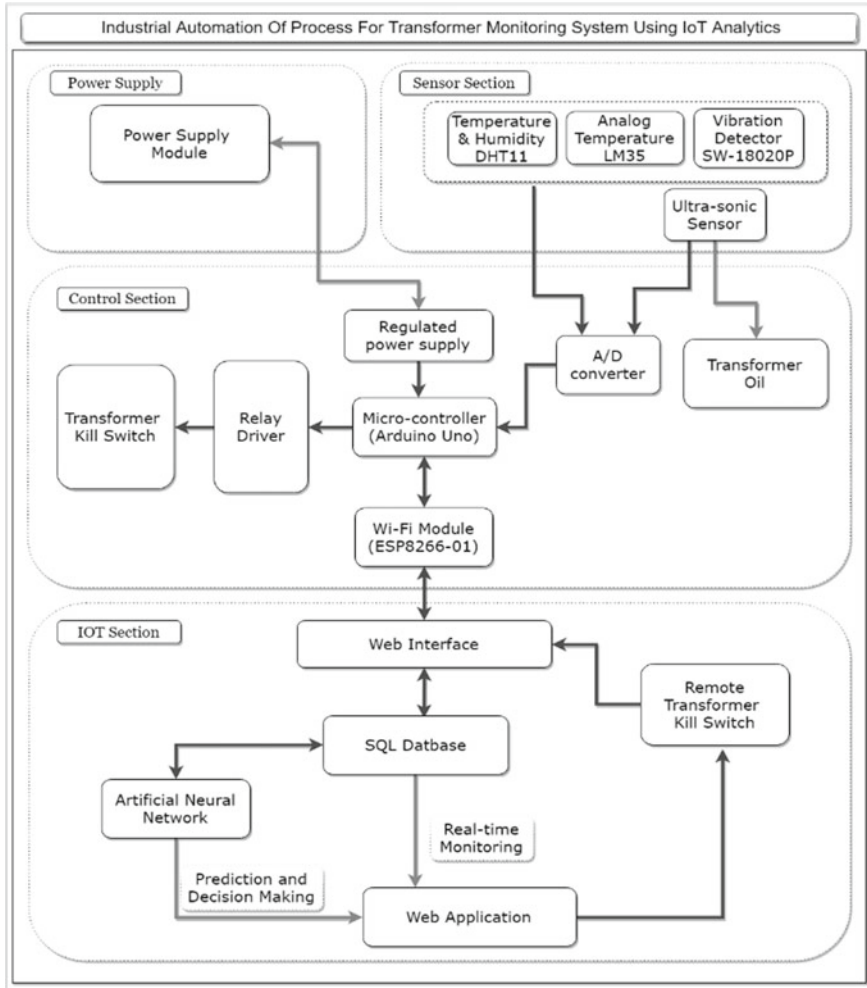 Industrial Automation Of Process For Transformer Monitoring System Using IoT Analytics
Power Supply
Power Supply
Module
Sensor Section
Temperature
& Humidity
DHT11
Analog
Temperature
LM35
Vibration
Detector
SW-18020P
Ultra-sonic
Sensor
Control Section
Regulated
power supply
A/D
converter
Transformer
Oil
Transformer
Kill Switch
Relay
Driver
Micro-controller
(Arduino Uno)
Wi-Fi Module
(ESP8266-01)
IOT Section
Web Interface
Remote
Transformer
Kill Switch
SQL Datbase
Artificial Neural
Network
Real-time
Monitoring
Prediction and
Decision Making
Web Application